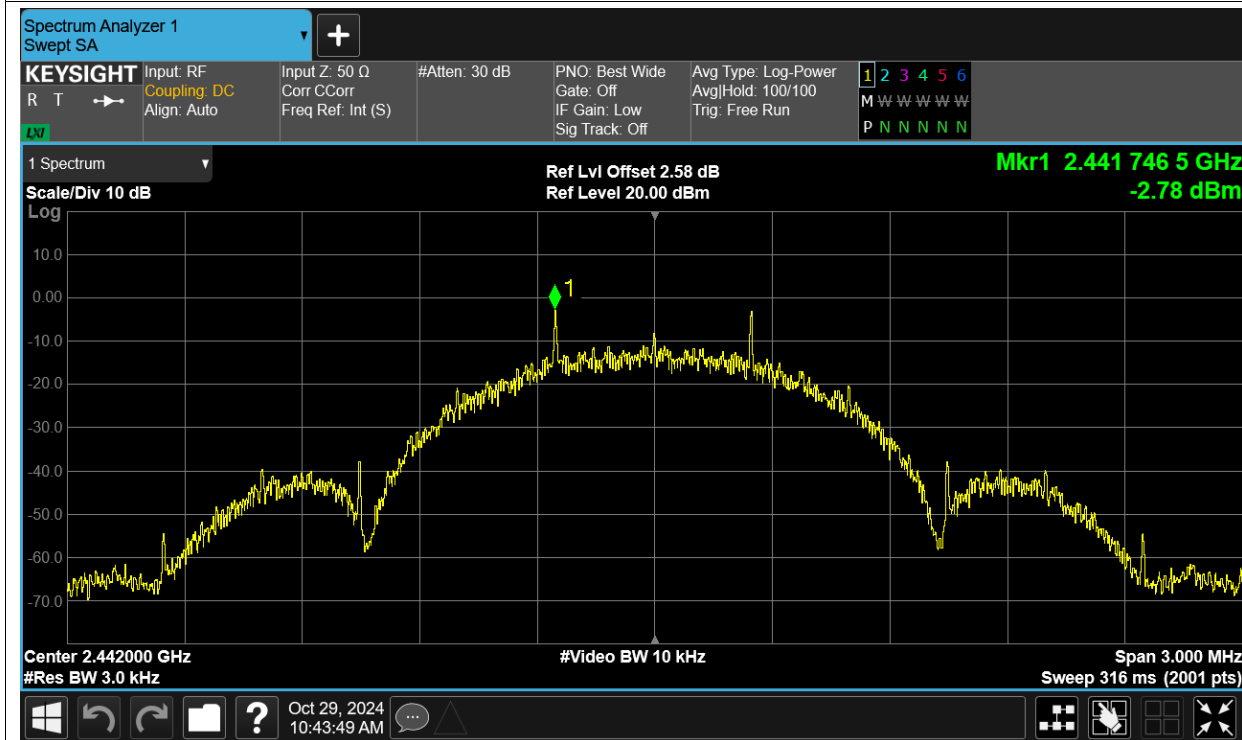 Spectrum Analyzer 1
Swept SA
KEYSIGHT
R T
LXI
Input: RF
Coupling: DC
Align: Auto
Input Z: 50 Ω
Corr CCorr
Freq Ref: Int (S)
#Atten: 30 dB
PNO: Best Wide
Gate: Off
IF Gain: Low
Sig Track: Off
Avg Type: Log-Power
Avg|Hold: 100/100
Trig: Free Run
1 2 3 4 5 6
M W W W W W
P N N N N N
1 Spectrum
Scale/Div 10 dB
Log
Ref Lvl Offset 2.58 dB
Ref Level 20.00 dBm
Mkr1 2.441 746 5 GHz
-2.78 dBm
10.0
0.00
-10.0
-20.0
-30.0
-40.0
-50.0
-60.0
-70.0
1
Center 2.442000 GHz
#Res BW 3.0 kHz
#Video BW 10 kHz
Span 3.000 MHz
Sweep 316 ms (2001 pts)
?
Oct 29, 2024
10:43:49 AM